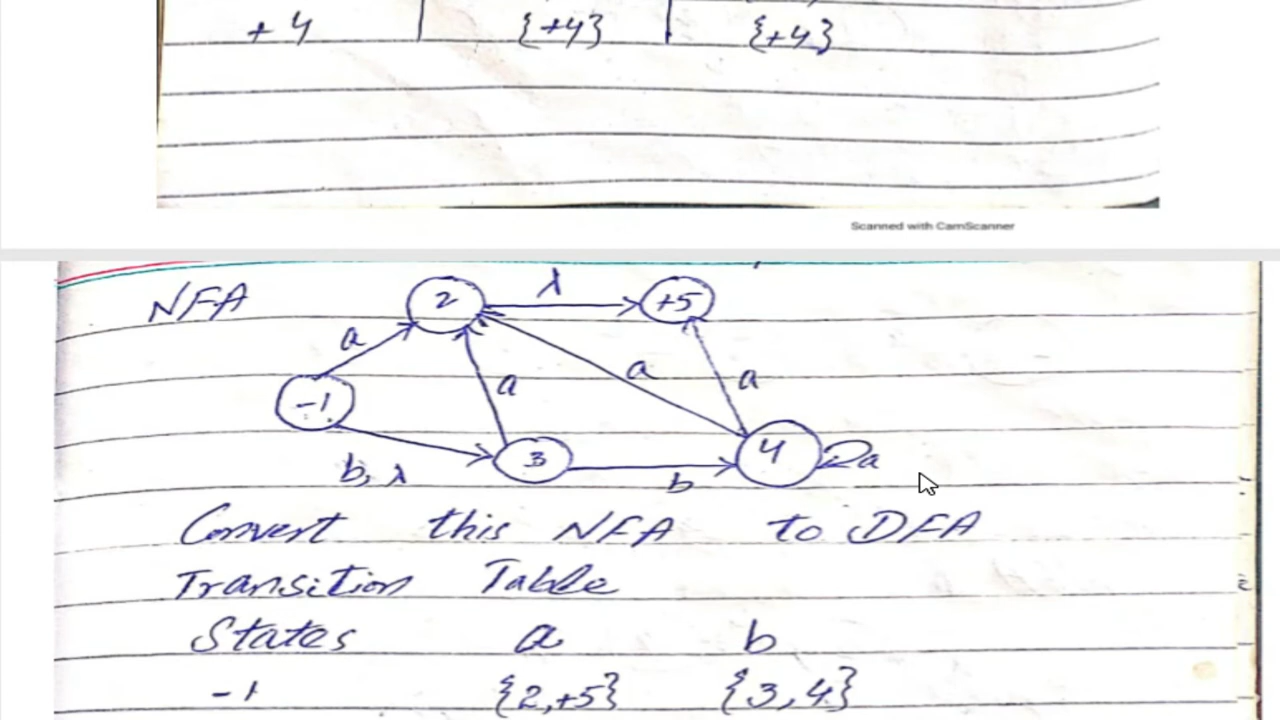 +4 {+4} {+4}
Scanned with CamScanner
NFA
2 λ +5
a
a a a
-1
3 b 4 a
b, λ
Convert this NFA to DFA
Transition Table
States a b
-1 {2,+5} {3,4}